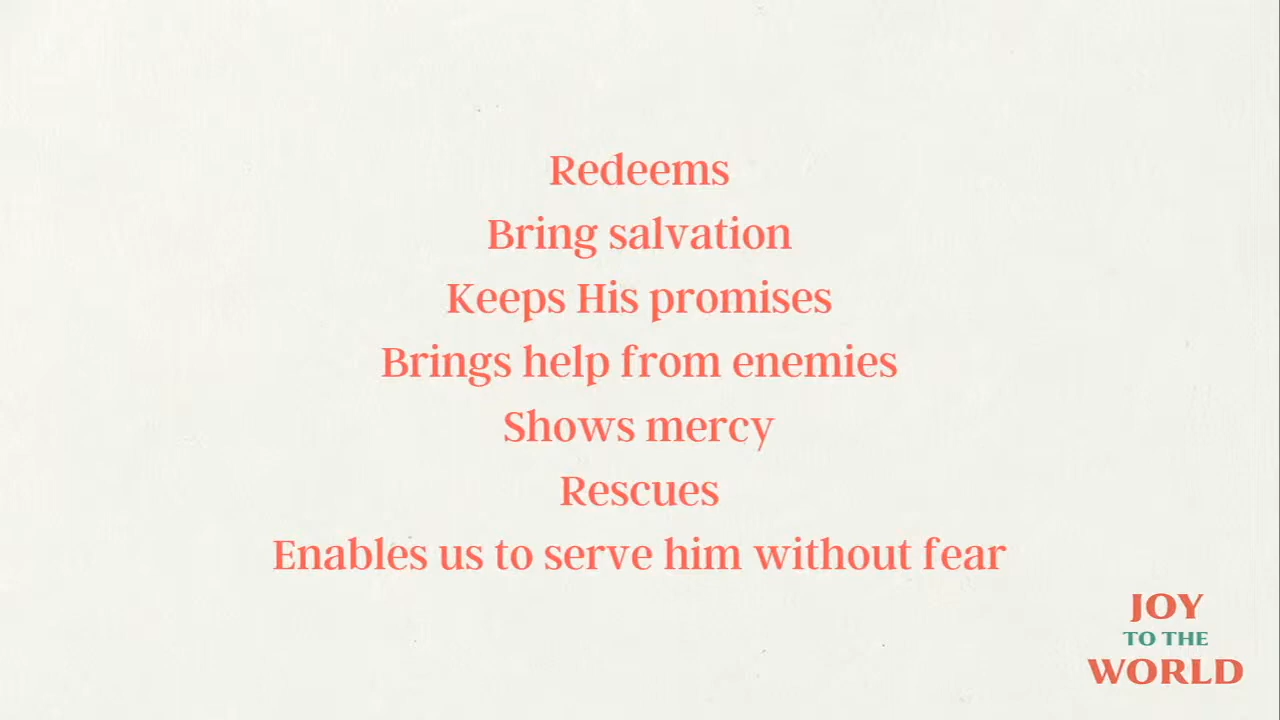 Redeems
Bring salvation
Keeps His promises
Brings help from enemies
Shows mercy
Rescues
Enables us to serve him without fear
JOY
TO THE
WORLD